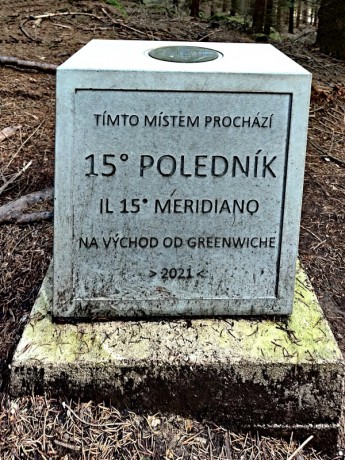 TÍMTO MÍSTEM PROCHÁZÍ
15° POLEDNÍK
IL 15° MERIDIANO
NA VÝCHOD OD GREENWICHE
> 2021 <